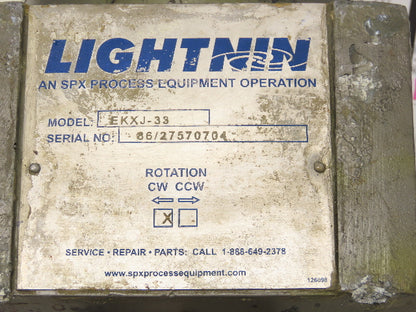 LIGHTNIN
AN SPX PROCESS EQUIPMENT OPERATION
MODEL: EKXJ-33
SERIAL NO: 86/27570704
ROTATION
CW CCW
X
SERVICE • REPAIR • PARTS: CALL 1-866-649-2378
www.spxprocessequipment.com
126098